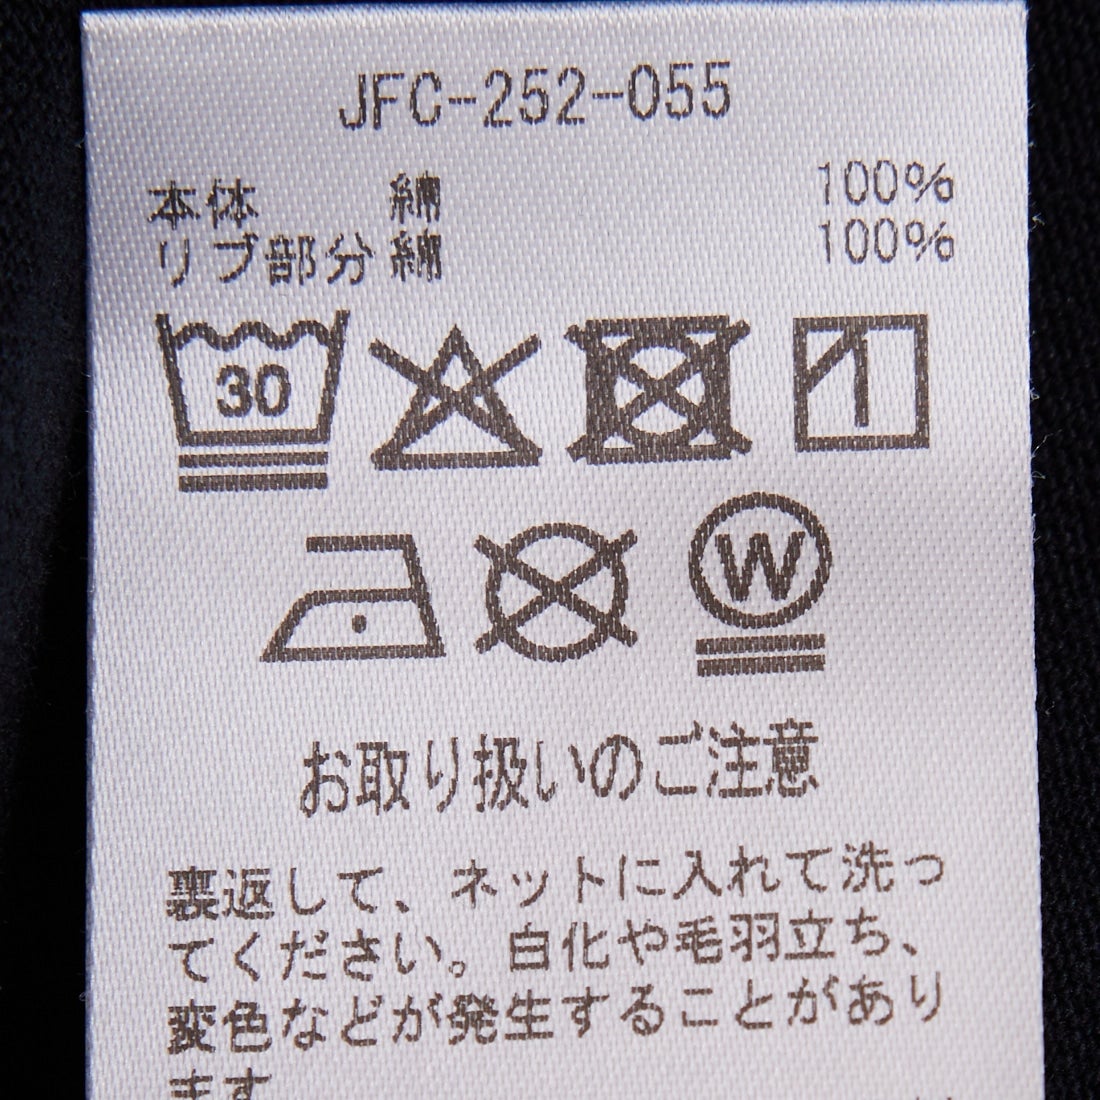 JFC-252-055
本体 綿 100%
リブ部分 綿 100%
30
W
お取り扱いのご注意
裏返して、ネットに入れて洗っ
てください。白化や毛羽立ち、
変色などが発生することがあり
ます